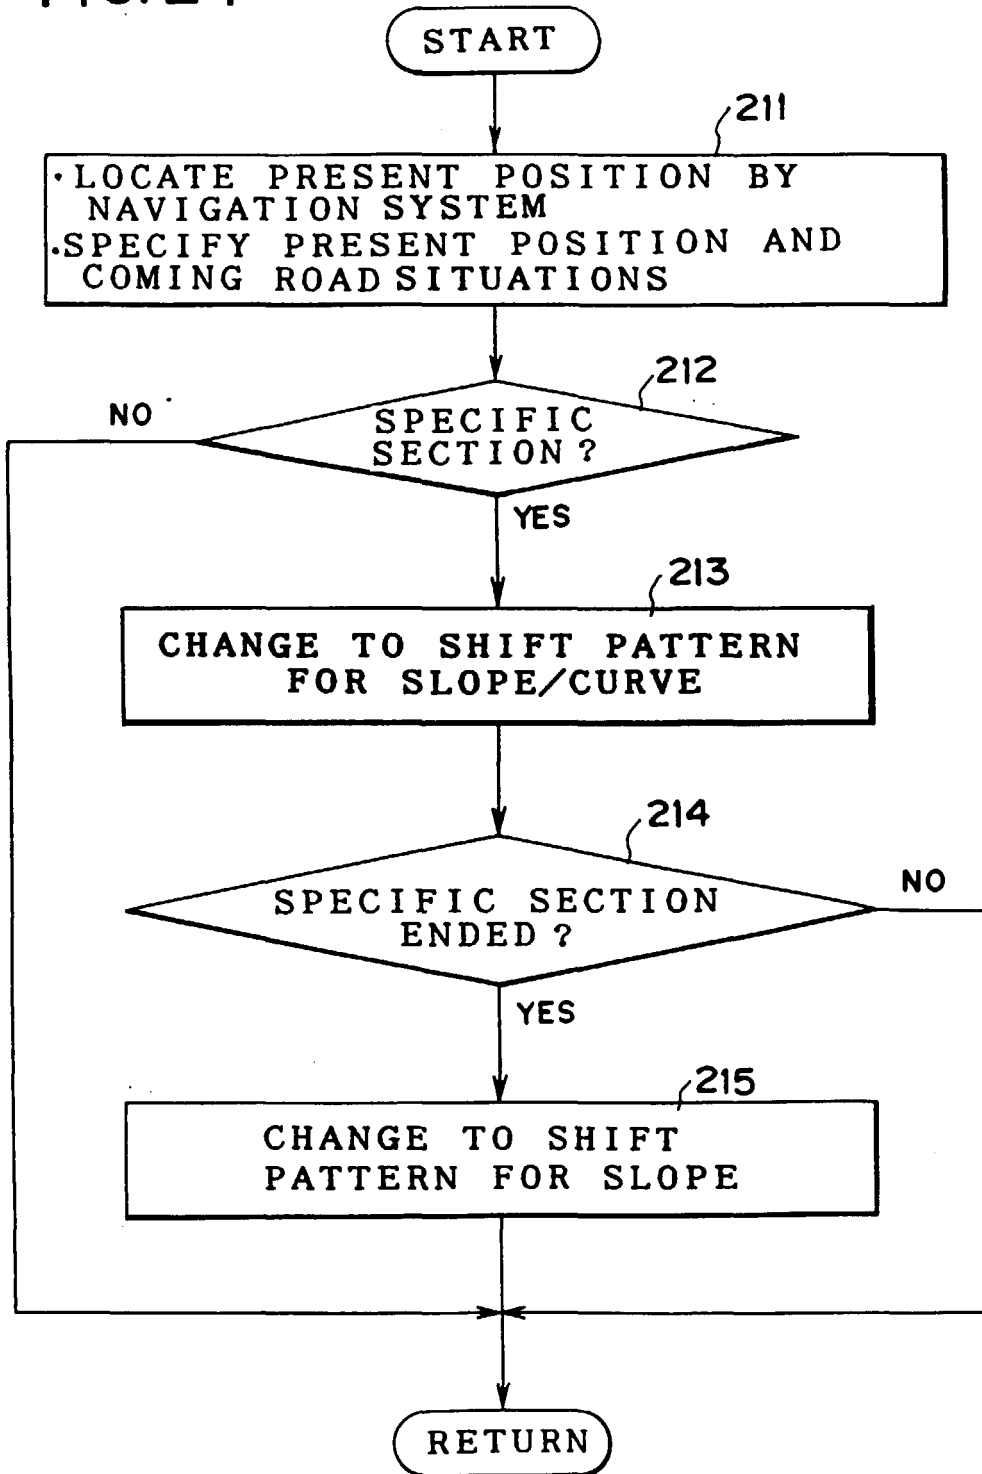 START
211
· LOCATE PRESENT POSITION BY
NAVIGATION SYSTEM
· SPECIFY PRESENT POSITION AND
COMING ROAD SITUATIONS
212
NO
SPECIFIC
SECTION?
YES
213
CHANGE TO SHIFT PATTERN
FOR SLOPE/CURVE
214
NO
SPECIFIC SECTION
ENDED?
YES
215
CHANGE TO SHIFT
PATTERN FOR SLOPE
RETURN